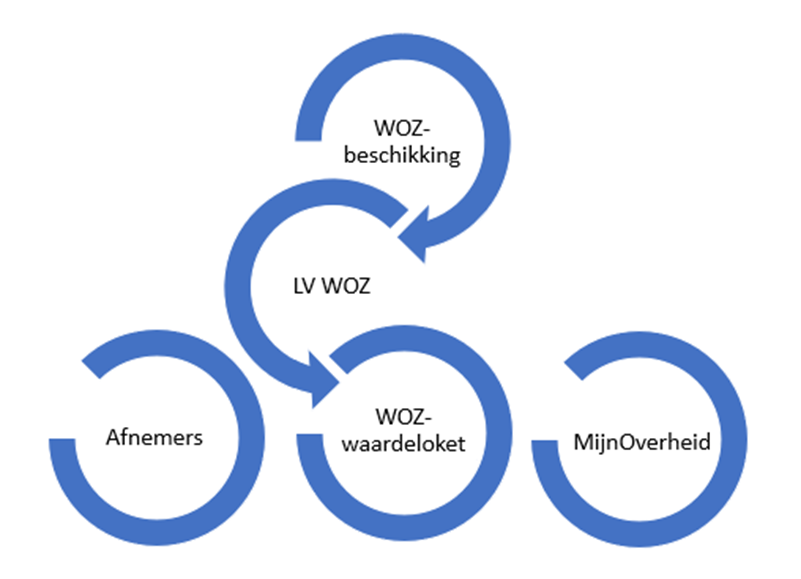 WOZ-
beschikking
LV WOZ
Afnemers
WOZ-
waardeloket
MijnOverheid